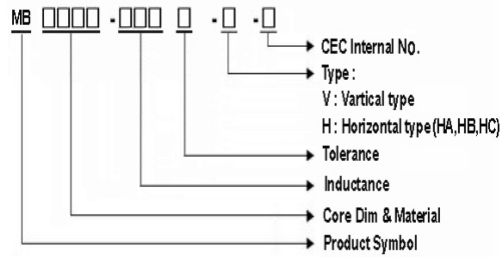 MB □□□□-□□□ □ -□ -□
CEC Internal NO.
Type :
V : Vartical type
H : Horizontal type (HA,HB,HC)
Tolerance
Inductance
Core Dim & Material
Product Symbol